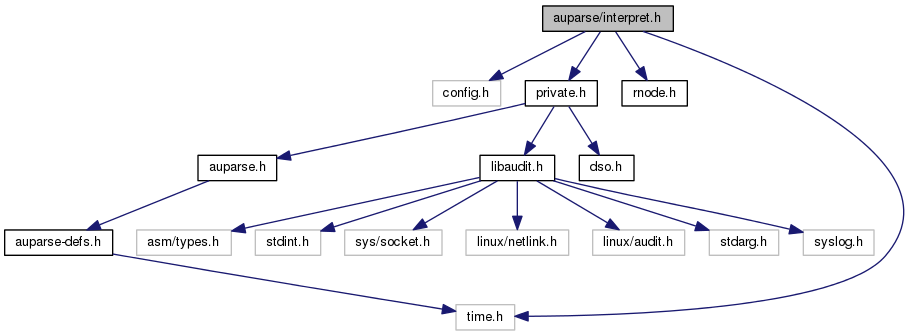 auparse/interpret.h
config.h
private.h
rnode.h
auparse.h
libaudit.h
dso.h
auparse-defs.h
asm/types.h
stdint.h
sys/socket.h
linux/netlink.h
linux/audit.h
stdarg.h
syslog.h
time.h